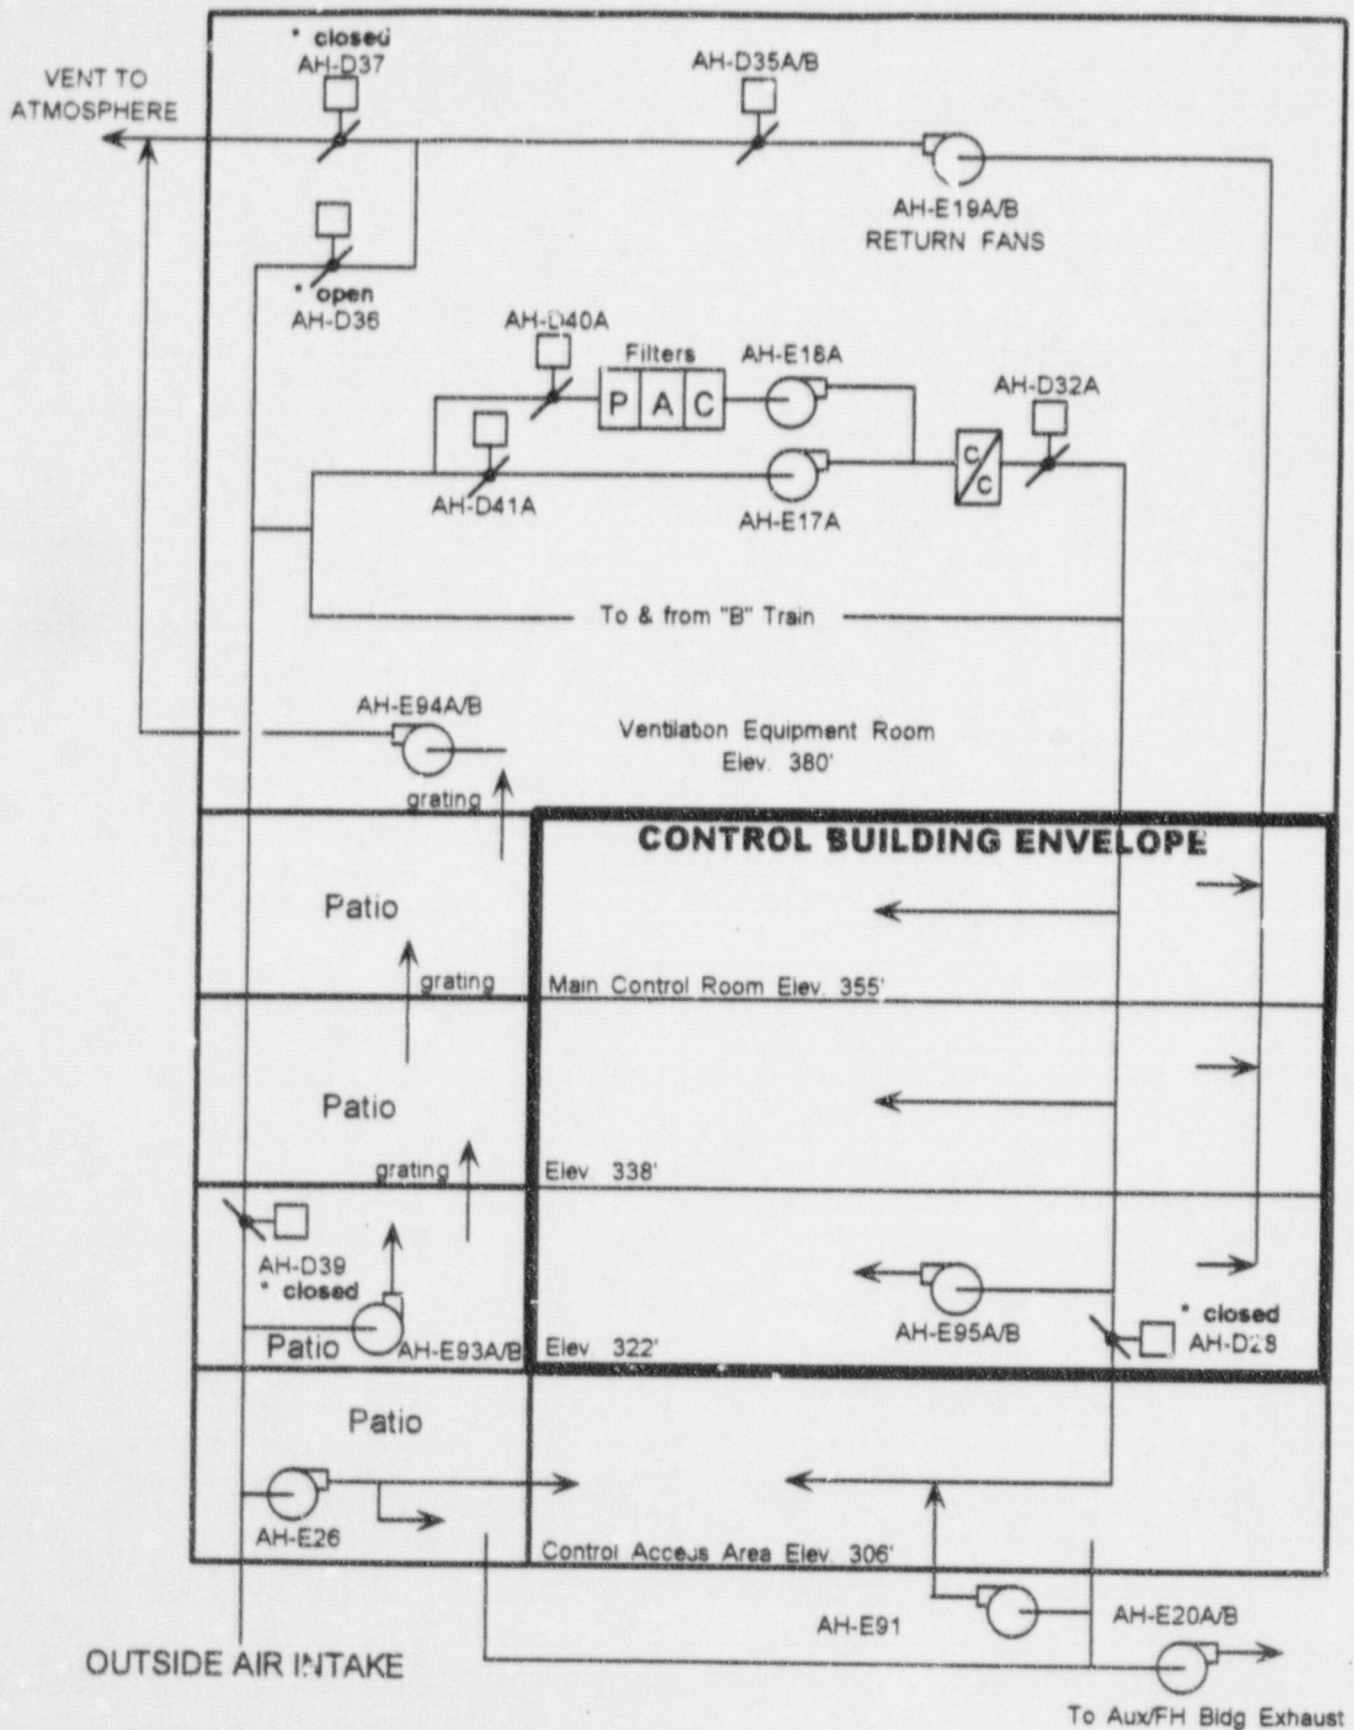 * closed
AH-D37
AH-D35A/B
VENT TO
ATMOSPHERE
AH-E19A/B
RETURN FANS
* open
AH-D36
AH-D40A
Filters
AH-E18A
AH-D32A
P A C
C/C
AH-D41A
AH-E17A
To & from "B" Train
AH-E94A/B
Ventilation Equipment Room
Elev. 380'
grating
CONTROL BUILDING ENVELOPE
Patio
grating
Main Control Room Elev. 355'
Patio
grating
Elev. 338'
AH-D39
* closed
AH-E95A/B
* closed
AH-D28
Patio
AH-E93A/B
Elev. 322'
Patio
AH-E26
Control Access Area Elev. 306'
AH-E91
AH-E20A/B
OUTSIDE AIR INTAKE
To Aux/FH Bldg Exhaust